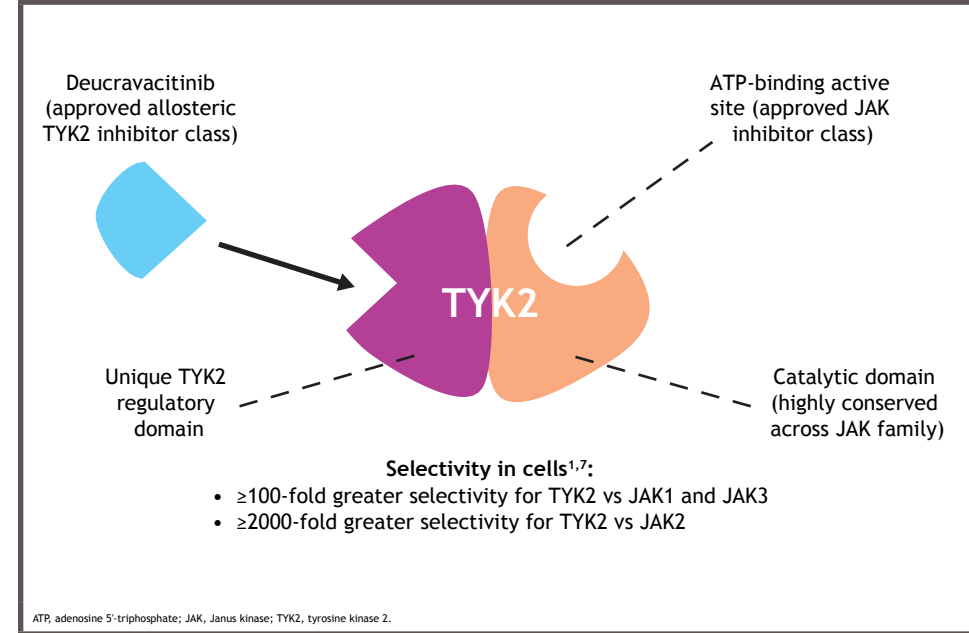 Deucravacitinib
(approved allosteric
TYK2 inhibitor class)
ATP-binding active
site (approved JAK
inhibitor class)
TYK2
Unique TYK2
regulatory
domain
Catalytic domain
(highly conserved
across JAK family)
Selectivity in cells¹,⁷:
• ≥100-fold greater selectivity for TYK2 vs JAK1 and JAK3
• ≥2000-fold greater selectivity for TYK2 vs JAK2
ATP, adenosine 5'-triphosphate; JAK, Janus kinase; TYK2, tyrosine kinase 2.